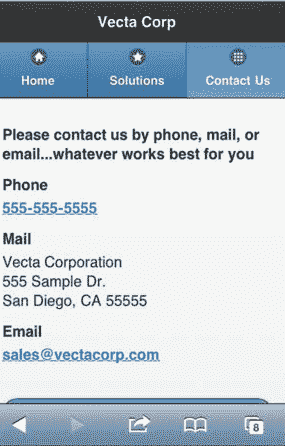 Vecta Corp
Home
Solutions
Contact Us
Please contact us by phone, mail, or
email...whatever works best for you
Phone
555-555-5555
Mail
Vecta Corporation
555 Sample Dr.
San Diego, CA 55555
Email
sales@vectacorp.com
8